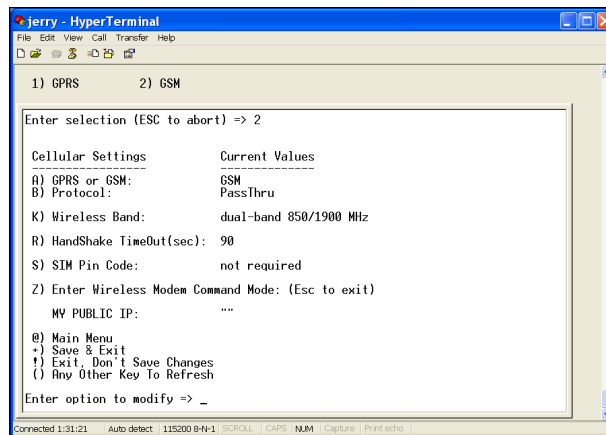 jerry - HyperTerminal
File Edit View Call Transfer Help
1) GPRS 2) GSM
Enter selection (ESC to abort) => 2
Cellular Settings Current Values
----------------- --------------
A) GPRS or GSM: GSM
B) Protocol: PassThru
K) Wireless Band: dual-band 850/1900 MHz
R) HandShake TimeOut(sec): 90
S) SIM Pin Code: not required
Z) Enter Wireless Modem Command Mode: (Esc to exit)
MY PUBLIC IP: ""
@) Main Menu
+) Save & Exit
!) Exit, Don't Save Changes
() Any Other Key To Refresh
Enter option to modify => _
Connected 1:31:21 Auto detect 115200 8-N-1 SCROLL CAPS NUM Capture Print echo